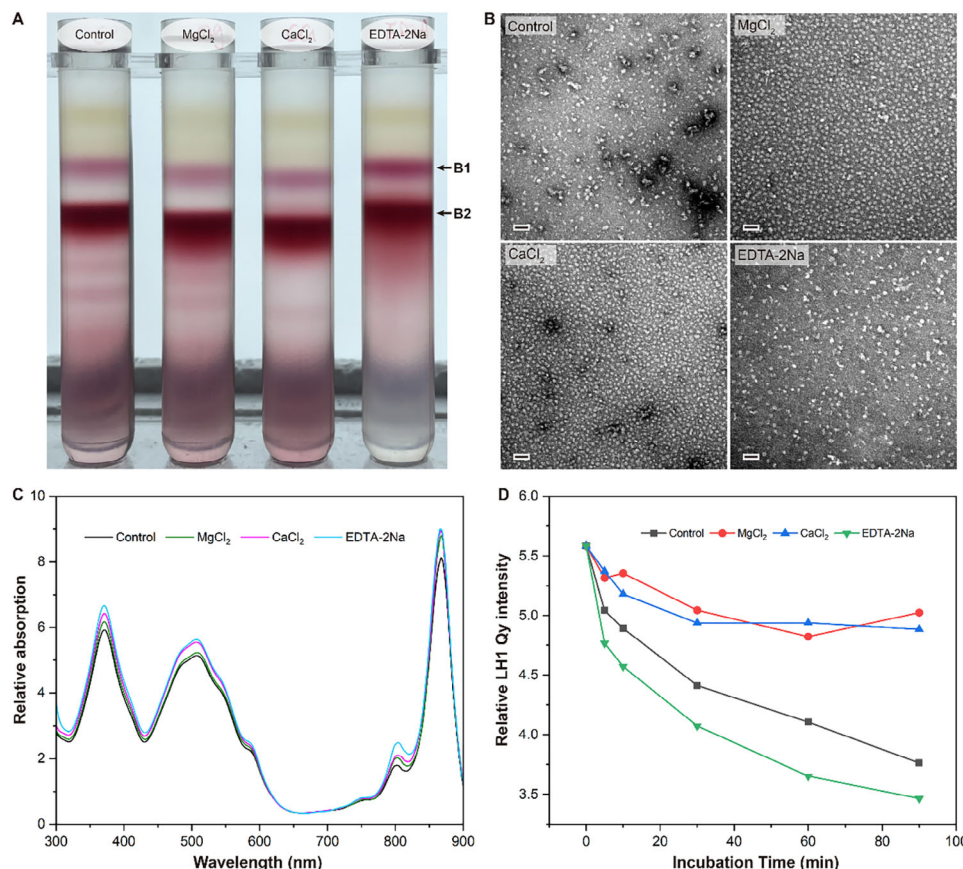 A
Control
MgCl₂
CaCl₂
EDTA-2Na
B1
B2
B
Control
MgCl₂
CaCl₂
EDTA-2Na
C
10
8
6
4
2
0
Relative absorption
Control
MgCl₂
CaCl₂
EDTA-2Na
300
400
500
600
700
800
900
Wavelength (nm)
D
6.0
5.5
5.0
4.5
4.0
3.5
Relative LH1 Qy intensity
Control
MgCl₂
CaCl₂
EDTA-2Na
0
20
40
60
80
100
Incubation Time (min)